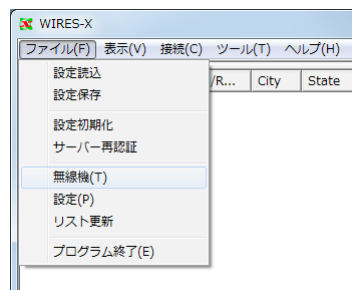 WIRES-X
ファイル(F) 表示(V) 接続(C) ツール(T) ヘルプ(H)
/R... City State
設定読込
設定保存
設定初期化
サーバー再認証
無線機(T)
設定(P)
リスト更新
プログラム終了(E)